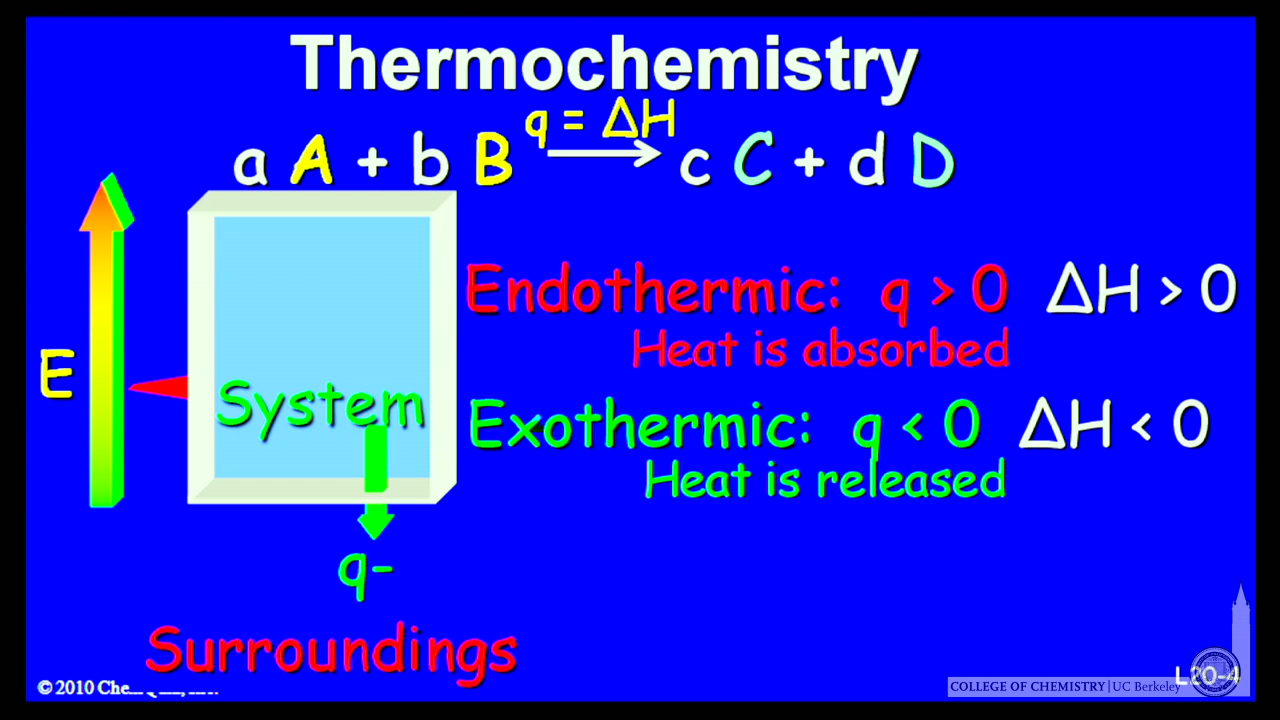 Thermochemistry
q = ΔH
a A + b B → c C + d D
Endothermic: q > 0 ΔH > 0
Heat is absorbed
E
System
Exothermic: q < 0 ΔH < 0
Heat is released
q-
Surroundings
© 2010
L20-4
COLLEGE OF CHEMISTRY | UC Berkeley